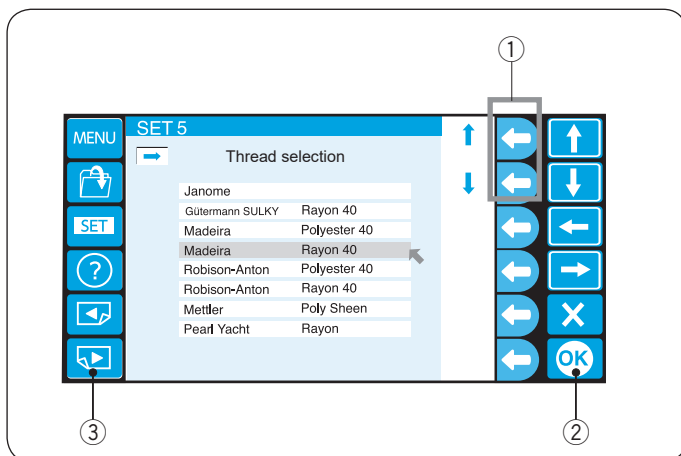 1
MENU
SET 5
Thread selection
Janome
SET
Gütermann SULKY Rayon 40
Madeira Polyester 40
Madeira Rayon 40
?
Robison-Anton Polyester 40
Robison-Anton Rayon 40
Mettler Poly Sheen
Pearl Yacht Rayon
OK
3
2